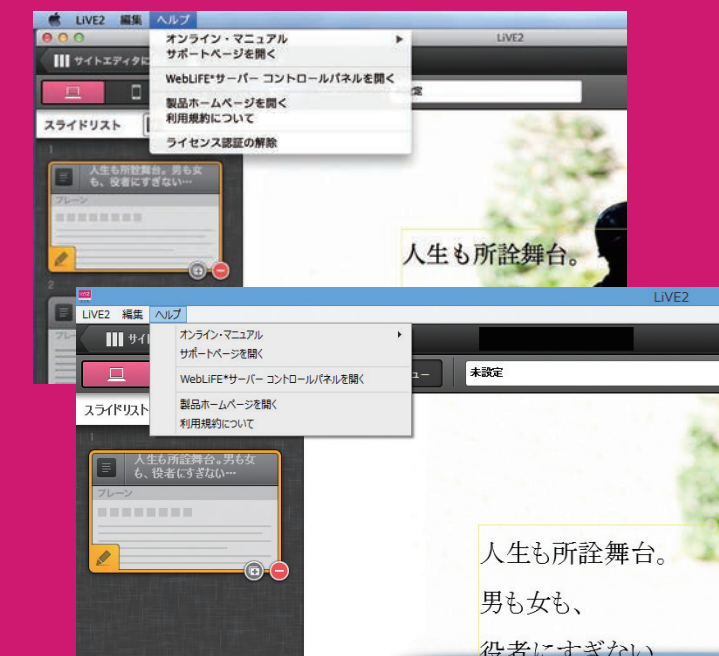 LiVE2 編集 ヘルプ
LiVE2
オンライン・マニュアル
サポートページを開く
WebLiFE*サーバー コントロールパネルを開く
製品ホームページを開く
利用規約について
ライセンス認証の解除
サイトエディタに
定
スライドリスト
1
人生も所詮舞台。男も女
も、役者にすぎない…
プレーン
2
人生も所詮舞台。
LiVE2
LiVE2 編集 ヘルプ
オンライン・マニュアル
サポートページを開く
WebLiFE*サーバー コントロールパネルを開く
製品ホームページを開く
利用規約について
サイ
ュー
未設定
スライドリスト
1
人生も所詮舞台。男も女
も、役者にすぎない…
プレーン
人生も所詮舞台。
男も女も、
役者にすぎない